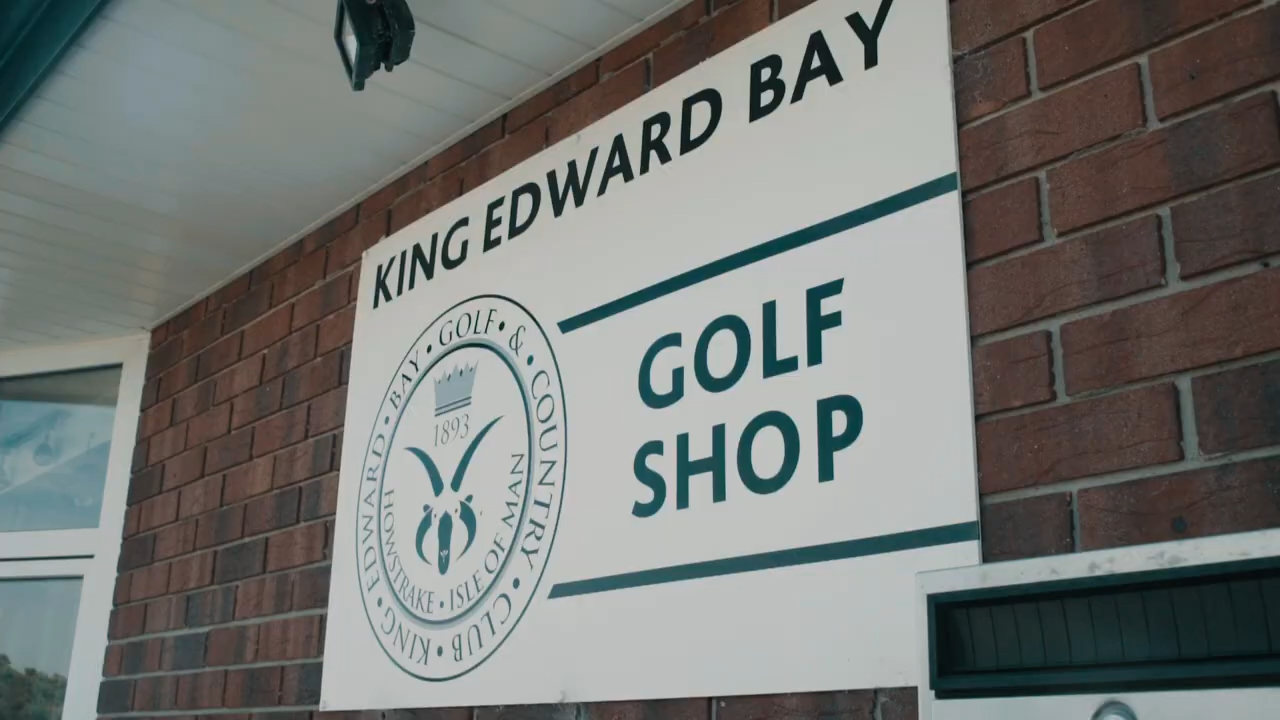 KING EDWARD BAY
GOLF
SHOP
KING · EDWARD · BAY · GOLF · & · COUNTRY · CLUB ·
1893
HOWSTRAKE · ISLE OF MAN